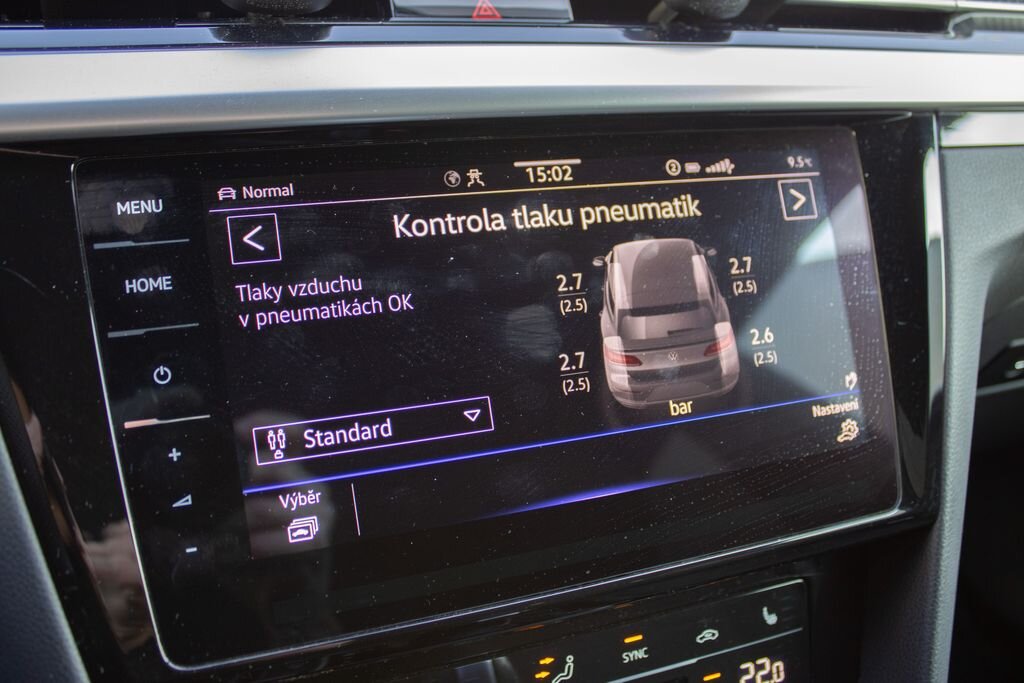 MENU
HOME
+
-
Normal
15:02
2
9.5°C
<
Kontrola tlaku pneumatik
>
Tlaky vzduchu
v pneumatikách OK
2.7
(2.5)
2.7
(2.5)
2.7
(2.5)
2.6
(2.5)
bar
Standard
Nastavení
Výběr
SYNC
22.0